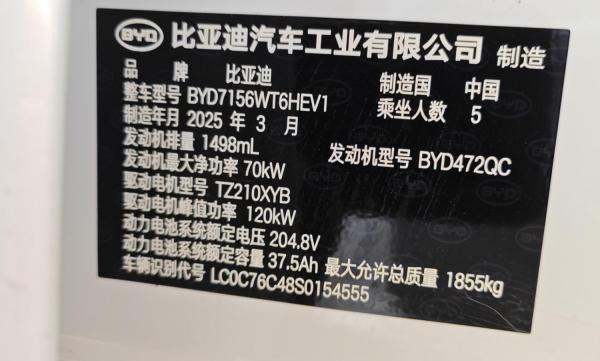 BYD 比亚迪汽车工业有限公司 制造
品 牌 比亚迪 制造国 中国
整车型号 BYD7156WT6HEV1 乘坐人数 5
制造年月 2025 年 3 月
发动机排量 1498mL 发动机型号 BYD472QC
发动机最大净功率 70kW
驱动电机型号 TZ210XYB
驱动电机峰值功率 120kW
动力电池系统额定电压 204.8V
动力电池系统额定容量 37.5Ah 最大允许总质量 1855kg
车辆识别代号 LC0C76C48S0154555